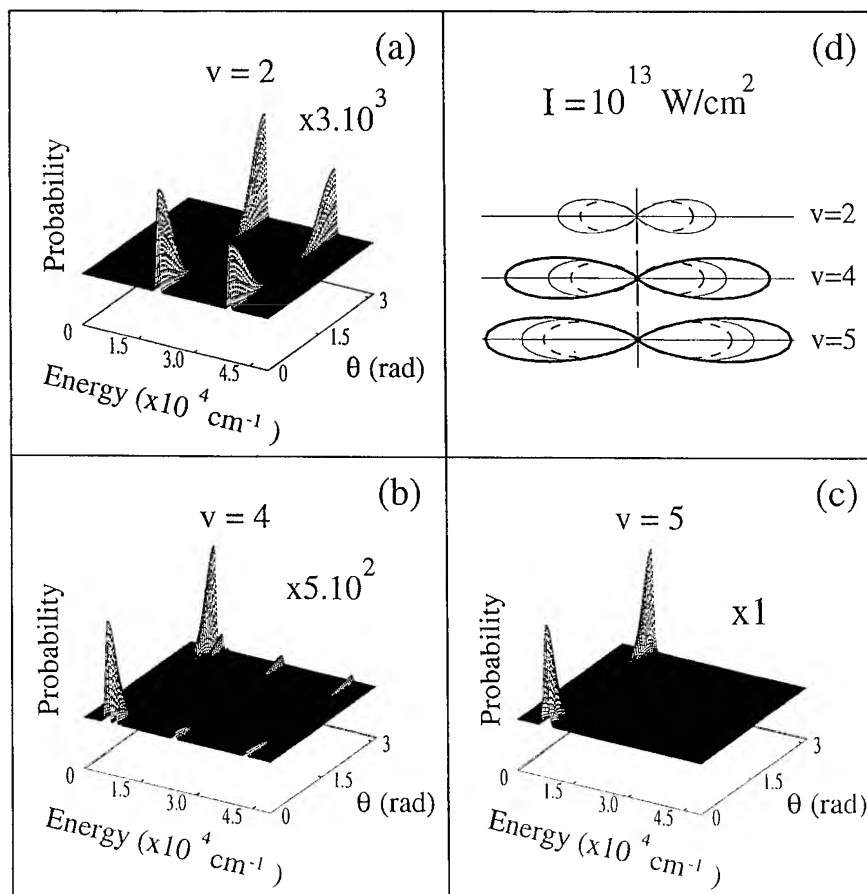 (a)
v = 2
x3.10^3
Probability
0
1.5
3.0
4.5
Energy (x10^4 cm^-1)
0
1.5
3
θ (rad)
(d)
I = 10^13 W/cm^2
v=2
v=4
v=5
(b)
v = 4
x5.10^2
Probability
0
1.5
3.0
4.5
Energy (x10^4 cm^-1)
0
1.5
3
θ (rad)
(c)
v = 5
x1
Probability
0
1.5
3.0
4.5
Energy (x10^4 cm^-1)
0
1.5
3
θ (rad)